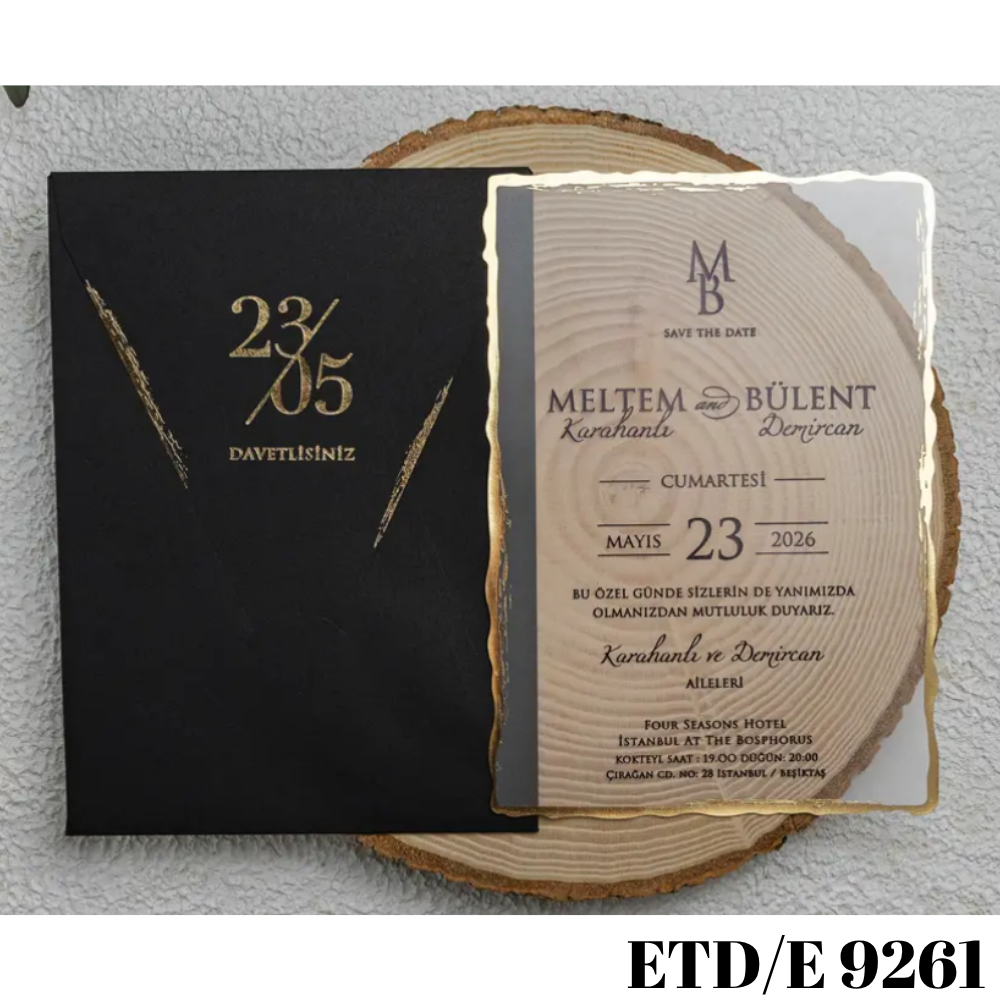 23/05
DAVETLİSİNİZ
MB
SAVE THE DATE
MELTEM and BÜLENT
Karahanlı Demircan
CUMARTESİ
MAYIS 23 2026
BU ÖZEL GÜNDE SİZLERİN DE YANIMIZDA
OLMANIZDAN MUTLULUK DUYARIZ.
Karahanlı ve Demircan
AİLELERİ
FOUR SEASONS HOTEL
İSTANBUL AT THE BOSPHORUS
KOKTEYL SAAT : 19.00 DÜĞÜN: 20:00
ÇIRAĞAN CD. NO: 28 İSTANBUL / BEŞİKTAŞ
ETD/E 9261